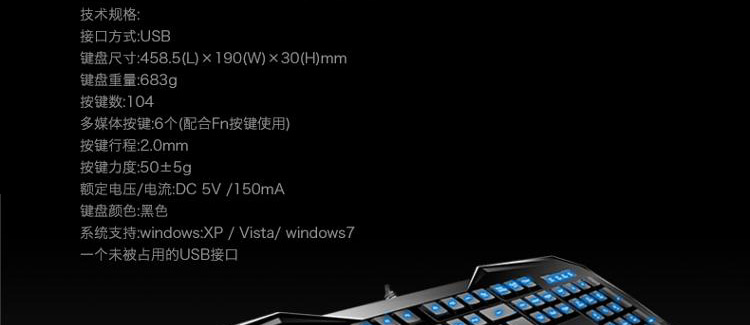 技术规格:
接口方式:USB
键盘尺寸:458.5(L)×190(W)×30(H)mm
键盘重量:683g
按键数:104
多媒体按键:6个(配合Fn按键使用)
按键行程:2.0mm
按键力度:50±5g
额定电压/电流:DC 5V /150mA
键盘颜色:黑色
系统支持:windows:XP / Vista/ windows7
一个未被占用的USB接口